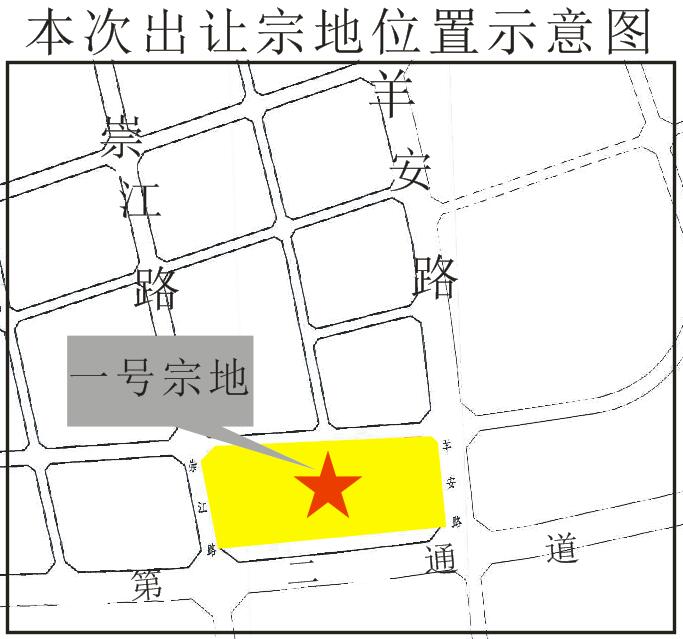 本次出让宗地位置示意图
崇江路
羊安路
一号宗地
崇江路
羊安路
第二通道